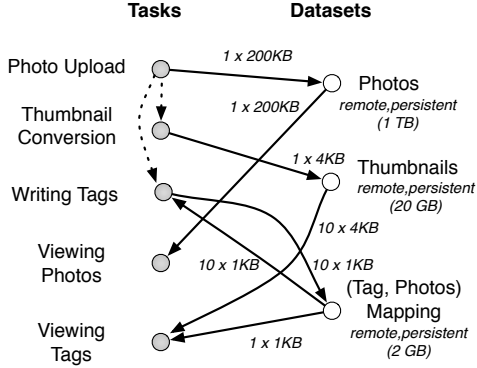 Tasks
Datasets
Photo Upload
1 x 200KB
Photos
remote,persistent
(1 TB)
1 x 200KB
Thumbnail
Conversion
1 x 4KB
Thumbnails
remote,persistent
(20 GB)
Writing Tags
10 x 4KB
Viewing
Photos
10 x 1KB
10 x 1KB
(Tag, Photos)
Mapping
remote,persistent
(2 GB)
Viewing
Tags
1 x 1KB